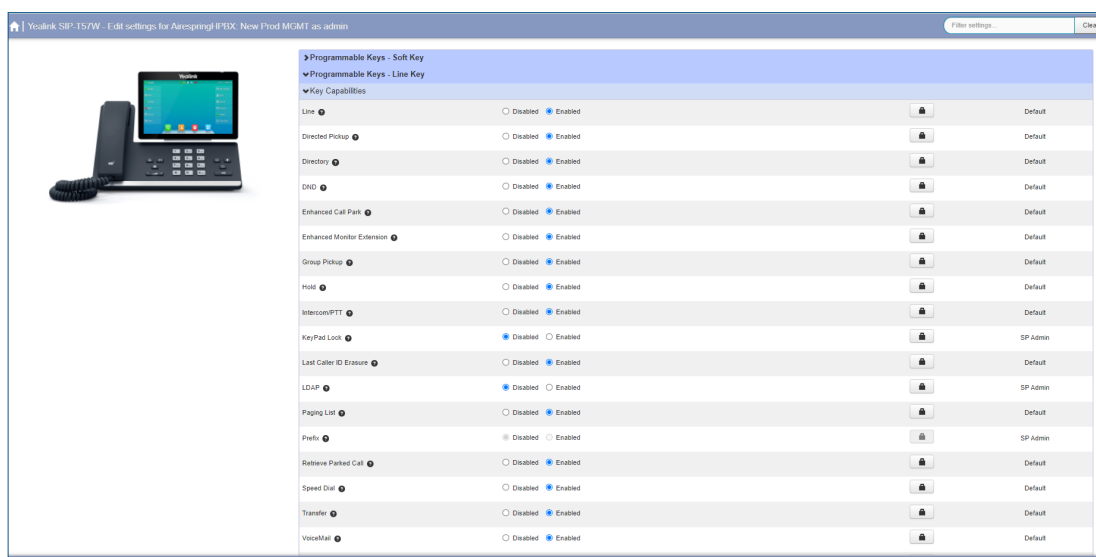 Yealink SIP-T57W - Edit settings for AirespringHPBX: New Prod MGMT as admin
Filter settings...
Clea
Programmable Keys - Soft Key
Programmable Keys - Line Key
Key Capabilities
Yealink
Line Disabled Enabled Default
Directed Pickup Disabled Enabled Default
Directory Disabled Enabled Default
DND Disabled Enabled Default
Enhanced Call Park Disabled Enabled Default
Enhanced Monitor Extension Disabled Enabled Default
Group Pickup Disabled Enabled Default
Hold Disabled Enabled Default
Intercom/PTT Disabled Enabled Default
KeyPad Lock Disabled Enabled SP Admin
Last Caller ID Erasure Disabled Enabled Default
LDAP Disabled Enabled SP Admin
Paging List Disabled Enabled Default
Prefix Disabled Enabled SP Admin
Retrieve Parked Call Disabled Enabled Default
Speed Dial Disabled Enabled Default
Transfer Disabled Enabled Default
VoiceMail Disabled Enabled Default